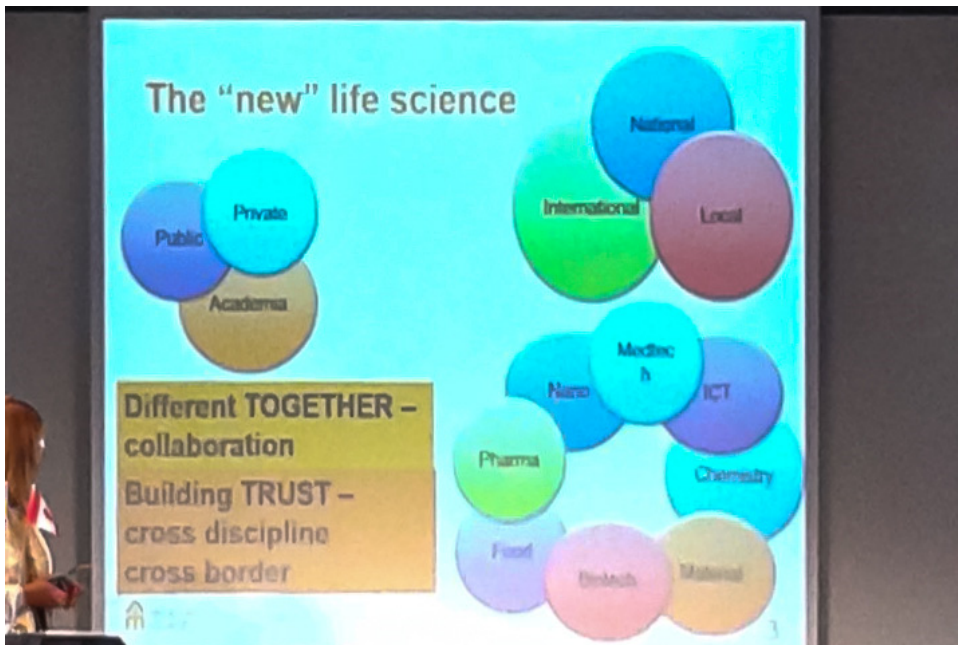 The “new” life science
National
International
Local
Private
Public
Academia
Different TOGETHER –
collaboration
Building TRUST –
cross discipline
cross border
Medtec
h
Nano
ICT
Pharma
Chemistry
Food
Biotech
Material
3